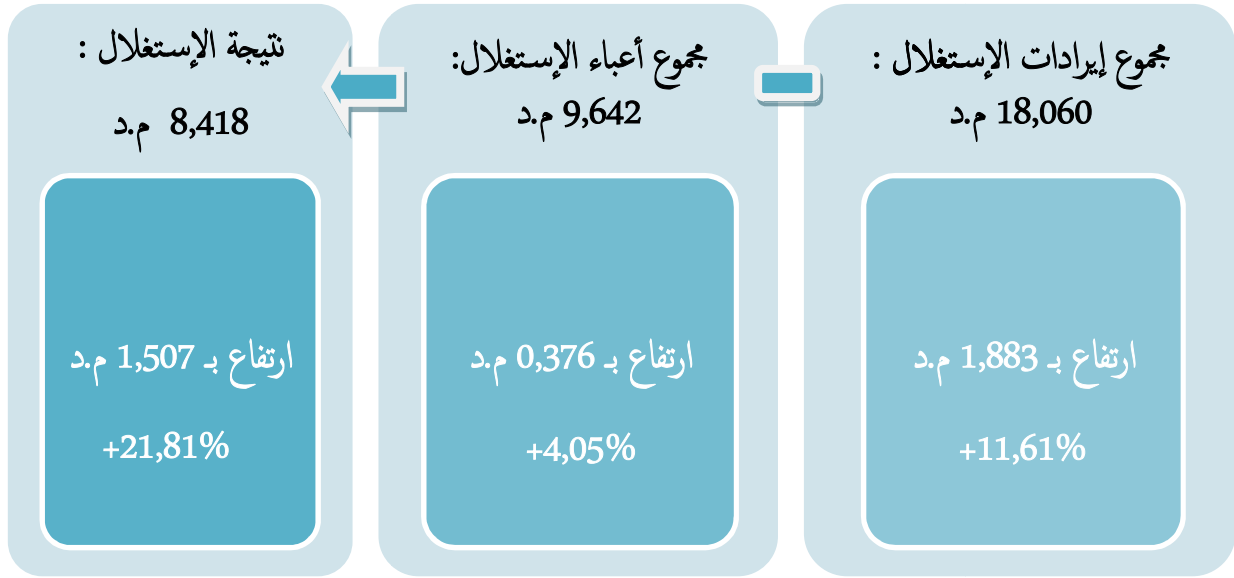 مجموع إيرادات الإستغلال :
18,060 م.د
ارتفاع بـ 1,883 م.د
+11,61%
مجموع أعباء الإستغلال:
9,642 م.د
ارتفاع بـ 0,376 م.د
+4,05%
نتيجة الإستغلال :
8,418 م.د
ارتفاع بـ 1,507 م.د
+21,81%